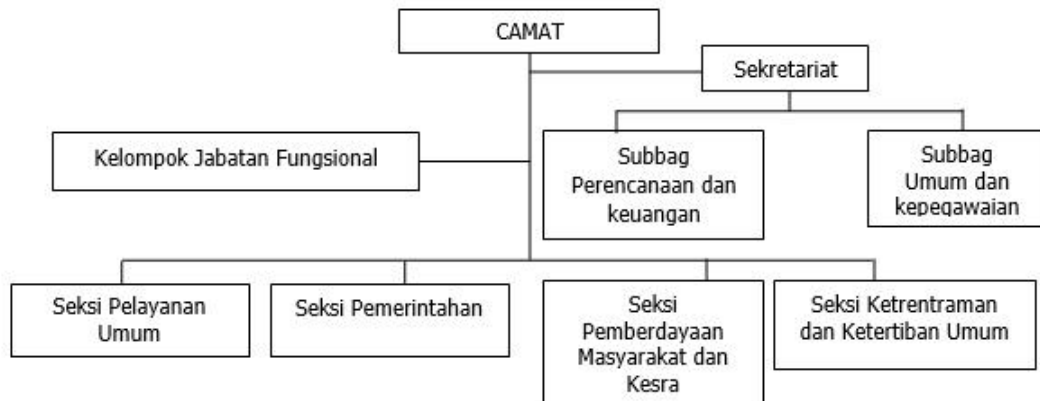 CAMAT
Sekretariat
Kelompok Jabatan Fungsional
Subbag
Perencanaan dan
keuangan
Subbag
Umum dan
kepegawaian
Seksi Pelayanan
Umum
Seksi Pemerintahan
Seksi
Pemberdayaan
Masyarakat dan
Kesra
Seksi Ketrentraman
dan Ketertiban Umum